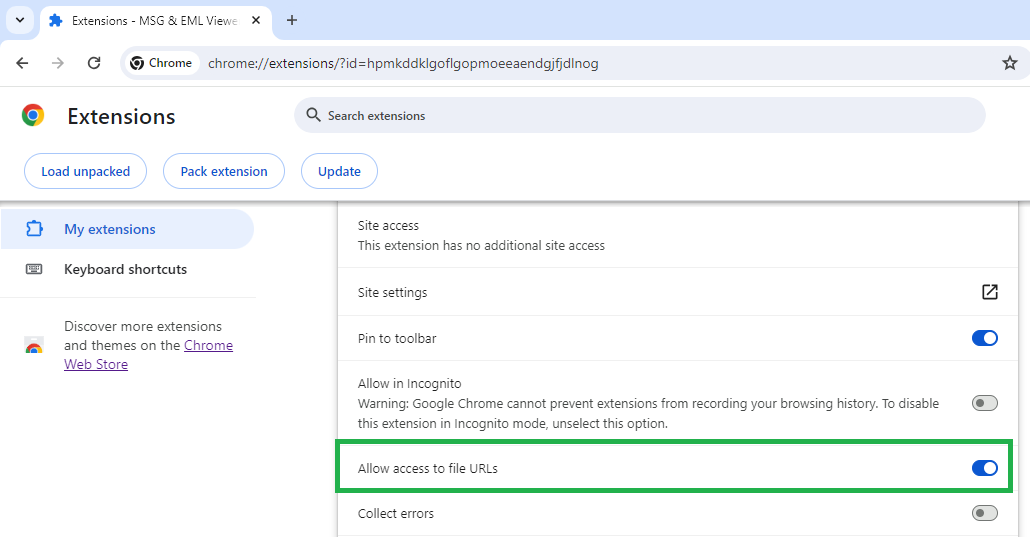 Extensions - MSG & EML Viewe
Chrome
chrome://extensions/?id=hpmkddklgoflgopmoeeaendgjfjdlnog
Extensions
Search extensions
Load unpacked
Pack extension
Update
My extensions
Keyboard shortcuts
Discover more extensions
and themes on the Chrome
Web Store
Site access
This extension has no additional site access
Site settings
Pin to toolbar
Allow in Incognito
Warning: Google Chrome cannot prevent extensions from recording your browsing history. To disable
this extension in Incognito mode, unselect this option.
Allow access to file URLs
Collect errors